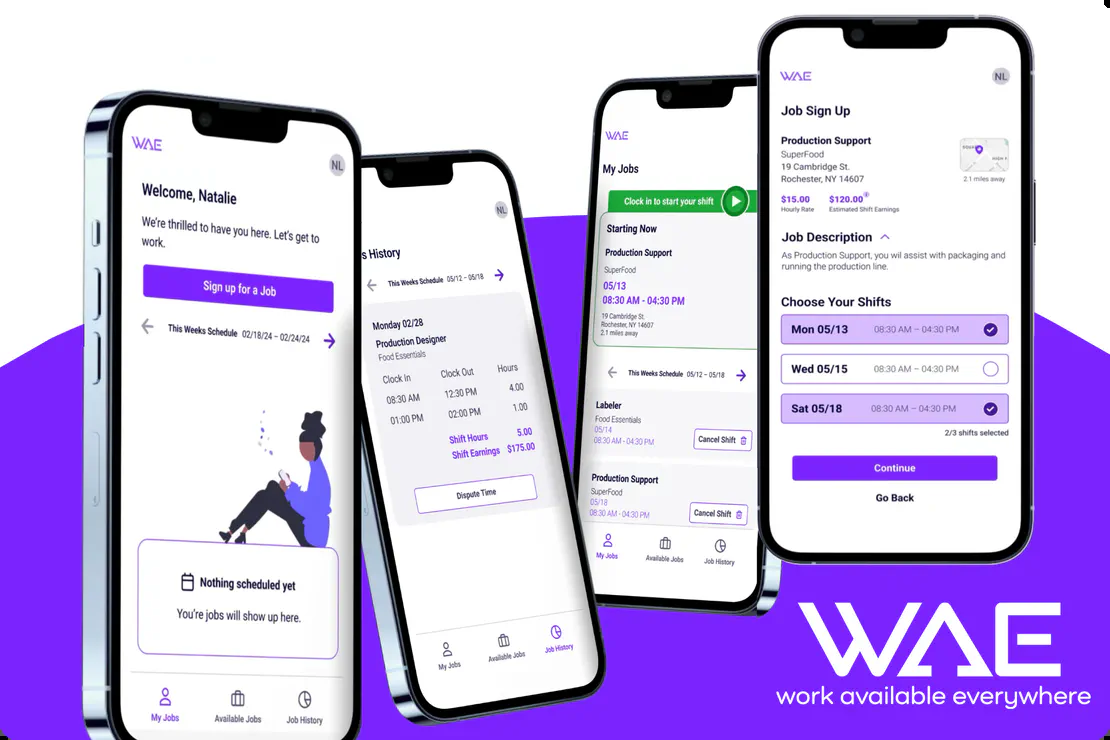 WAE
NL
Welcome, Natalie
We're thrilled to have you here. Let's get to
work.
Sign up for a Job
This Weeks Schedule 02/18/24 – 02/24/24
Nothing scheduled yet
You're jobs will show up here.
My Jobs
Available Jobs
Job History
NL
s History
This Weeks Schedule 05/12 – 05/18
Monday 02/28
Production Designer
Food Essentials
Clock In Clock Out Hours
08:30 AM 12:30 PM 4.00
01:00 PM 02:00 PM 1.00
Shift Hours 5.00
Shift Earnings $175.00
Dispute Time
My Jobs
Available Jobs
Job History
WAE
My Jobs
Clock in to start your shift
Starting Now
Production Support
SuperFood
05/13
08:30 AM - 04:30 PM
19 Cambridge St.
Rochester, NY 14607
2.1 miles away
This Weeks Schedule 05/12 – 05/18
Labeler
Food Essentials
05/14
08:30 AM - 04:30 PM
Cancel Shift
Production Support
SuperFood
05/18
08:30 AM - 04:30 PM
Cancel Shift
My Jobs
Available Jobs
Job History
WAE
NL
Job Sign Up
Production Support
SuperFood
19 Cambridge St.
Rochester, NY 14607
2.1 miles away
$15.00 $120.00
Hourly Rate Estimated Shift Earnings
Job Description
As Production Support, you wil assist with packaging and
running the production line.
Choose Your Shifts
Mon 05/13 08:30 AM – 04:30 PM
Wed 05/15 08:30 AM – 04:30 PM
Sat 05/18 08:30 AM – 04:30 PM
2/3 shifts selected
Continue
Go Back
WAE
work available everywhere